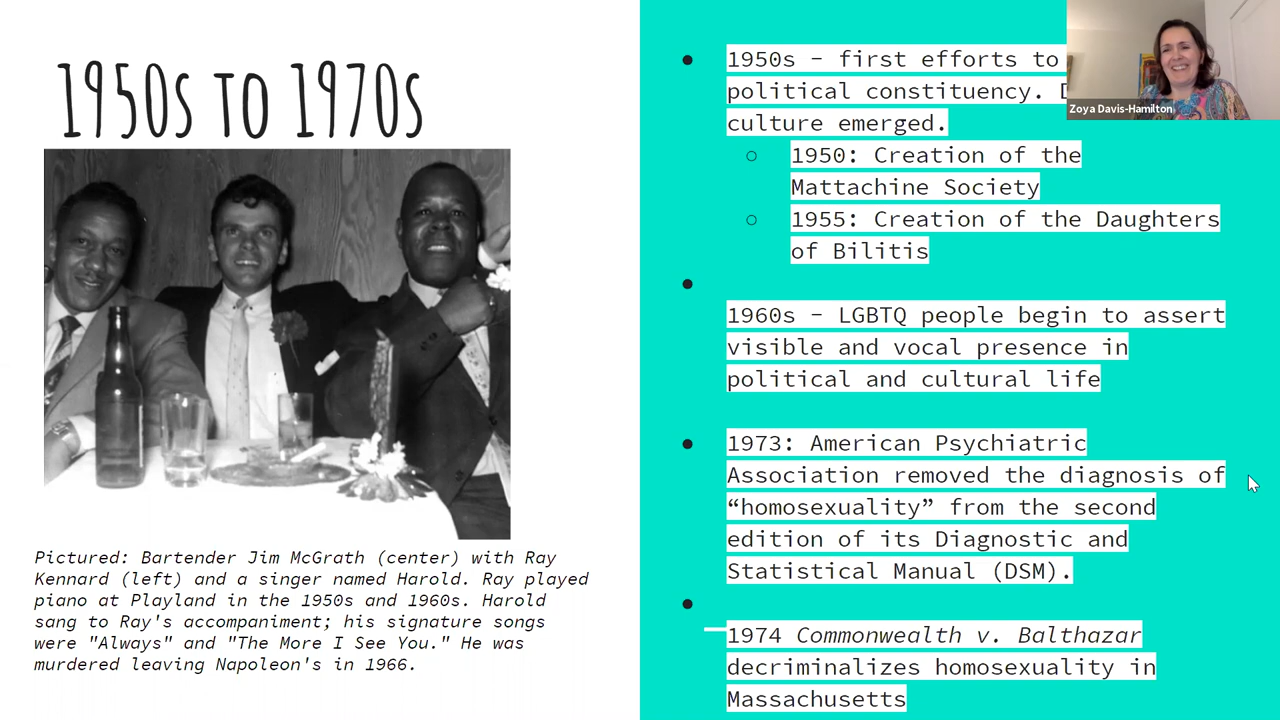 1950s to 1970s
Pictured: Bartender Jim McGrath (center) with Ray
Kennard (left) and a singer named Harold. Ray played
piano at Playland in the 1950s and 1960s. Harold
sang to Ray's accompaniment; his signature songs
were "Always" and "The More I See You." He was
murdered leaving Napoleon's in 1966.
1950s – first efforts to
political constituency.
culture emerged.
1950: Creation of the
Mattachine Society
1955: Creation of the Daughters
of Bilitis
1960s – LGBTQ people begin to assert
visible and vocal presence in
political and cultural life
1973: American Psychiatric
Association removed the diagnosis of
“homosexuality” from the second
edition of its Diagnostic and
Statistical Manual (DSM).
1974 Commonwealth v. Balthazar
decriminalizes homosexuality in
Massachusetts
Zoya Davis-Hamilton